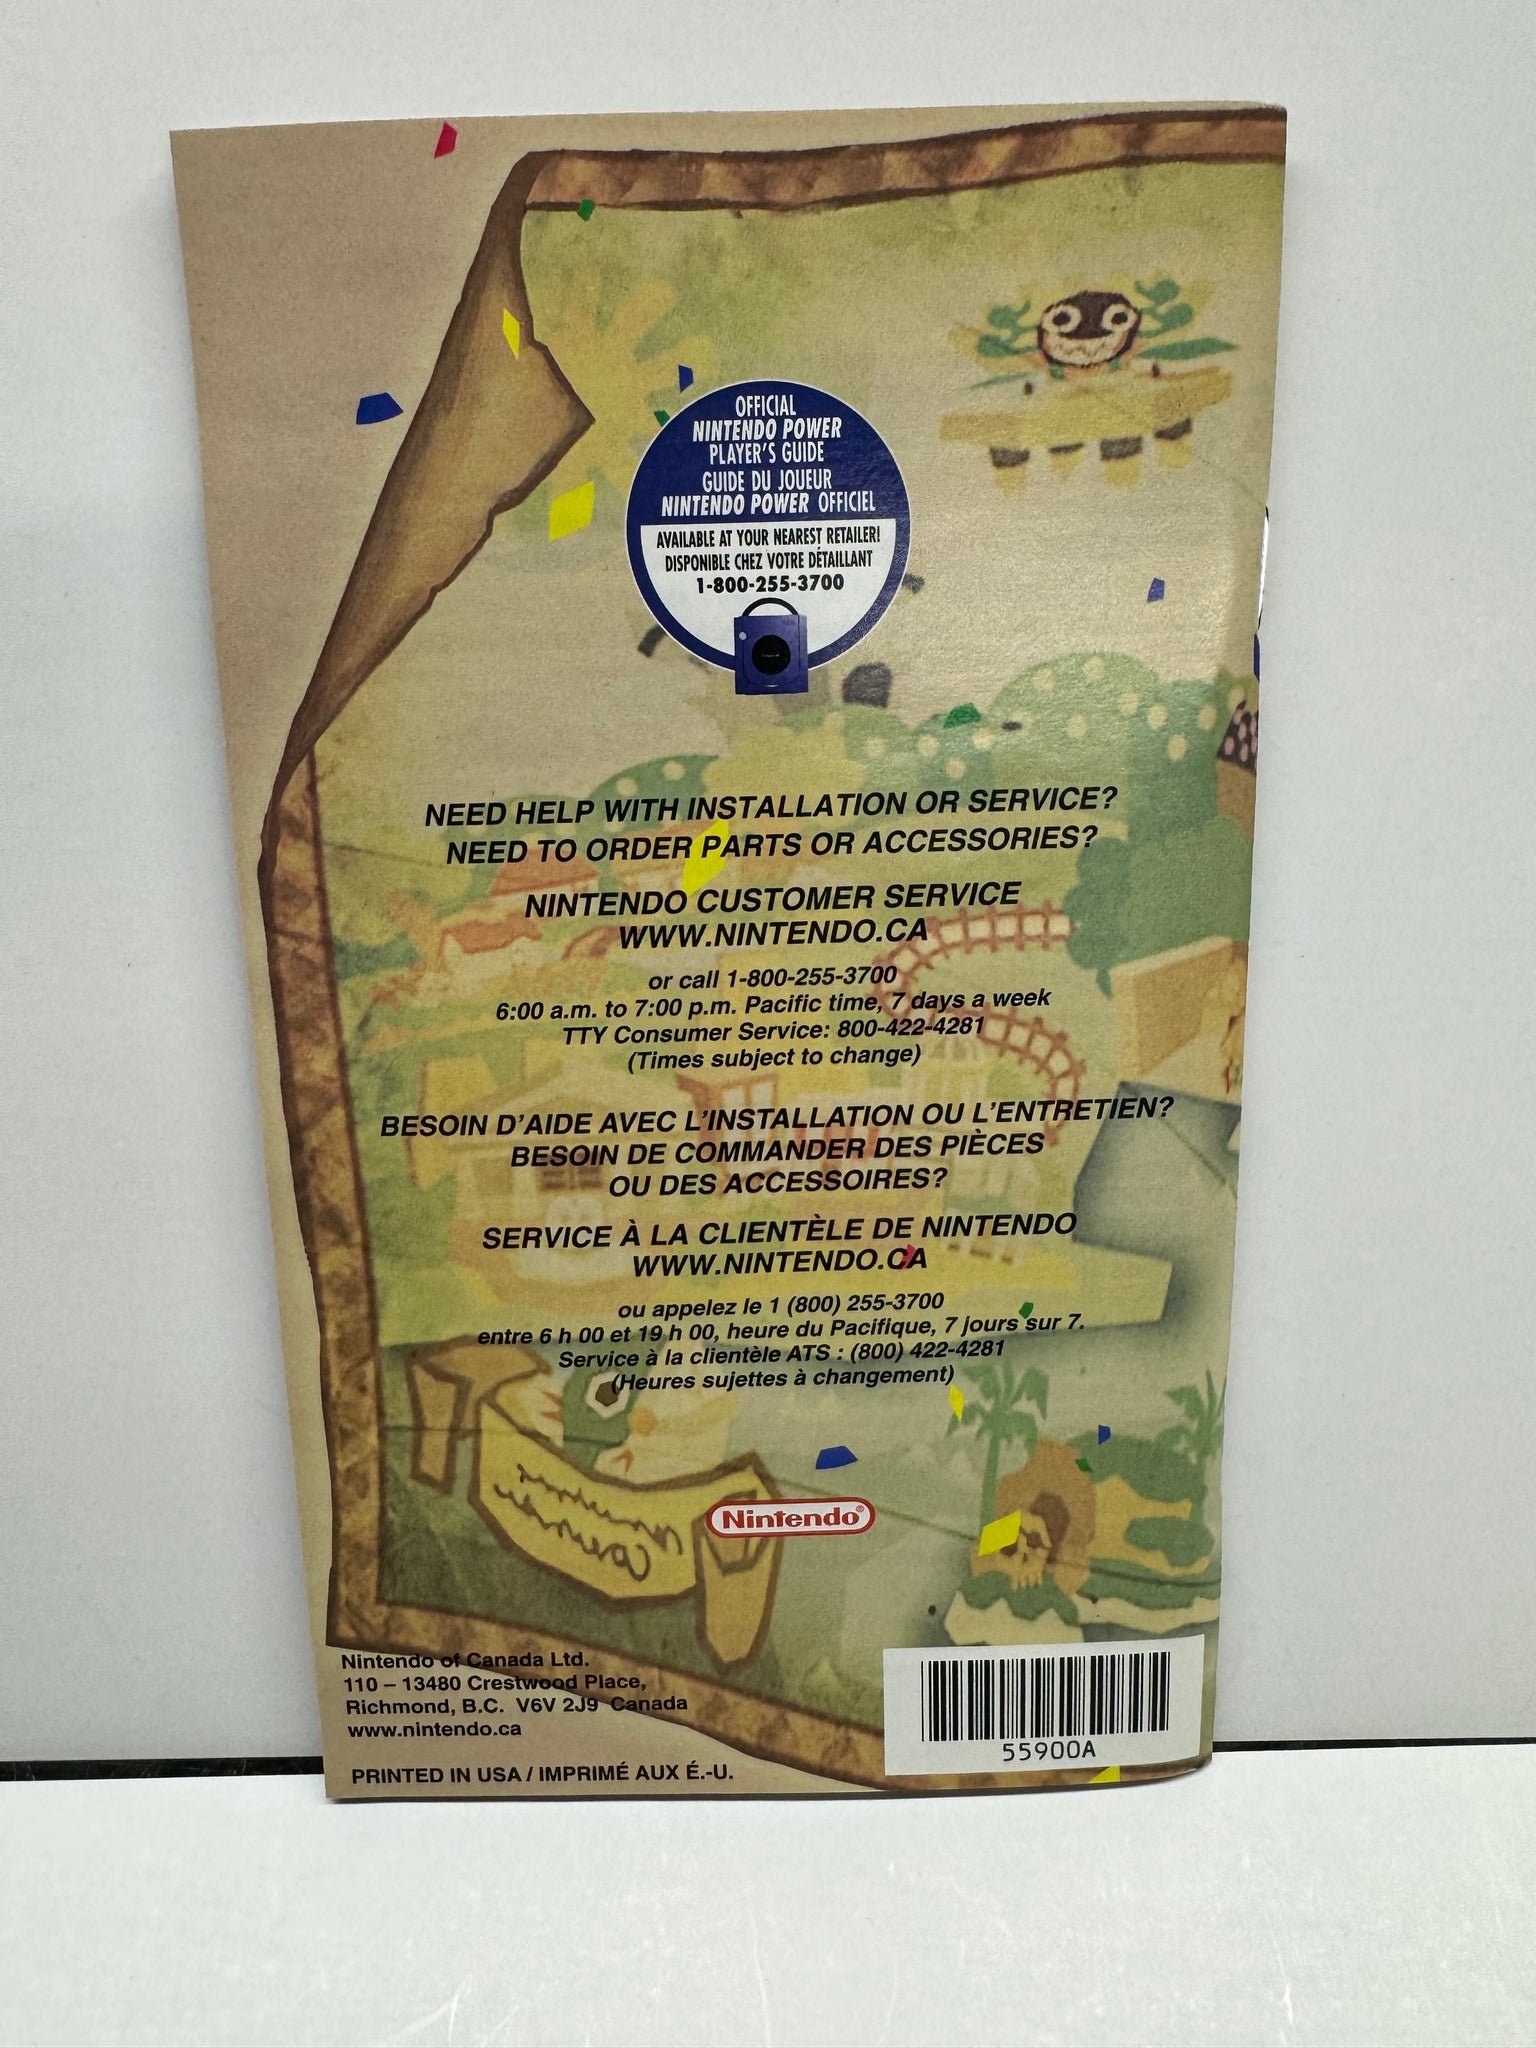 OFFICIAL
NINTENDO POWER
PLAYER'S GUIDE
GUIDE DU JOUEUR
NINTENDO POWER OFFICIEL
AVAILABLE AT YOUR NEAREST RETAILER!
DISPONIBLE CHEZ VOTRE DÉTAILLANT
1-800-255-3700
NEED HELP WITH INSTALLATION OR SERVICE?
NEED TO ORDER PARTS OR ACCESSORIES?
NINTENDO CUSTOMER SERVICE
WWW.NINTENDO.CA
or call 1-800-255-3700
6:00 a.m. to 7:00 p.m. Pacific time, 7 days a week
TTY Consumer Service: 800-422-4281
(Times subject to change)
BESOIN D'AIDE AVEC L'INSTALLATION OU L'ENTRETIEN?
BESOIN DE COMMANDER DES PIÈCES
OU DES ACCESSOIRES?
SERVICE À LA CLIENTÈLE DE NINTENDO
WWW.NINTENDO.CA
ou appelez le 1 (800) 255-3700
entre 6 h 00 et 19 h 00, heure du Pacifique, 7 jours sur 7.
Service à la clientèle ATS : (800) 422-4281
(Heures sujettes à changement)
Nintendo®
Nintendo of Canada Ltd.
110 – 13480 Crestwood Place,
Richmond, B.C. V6V 2J9 Canada
www.nintendo.ca
PRINTED IN USA / IMPRIMÉ AUX É.-U.
55900A